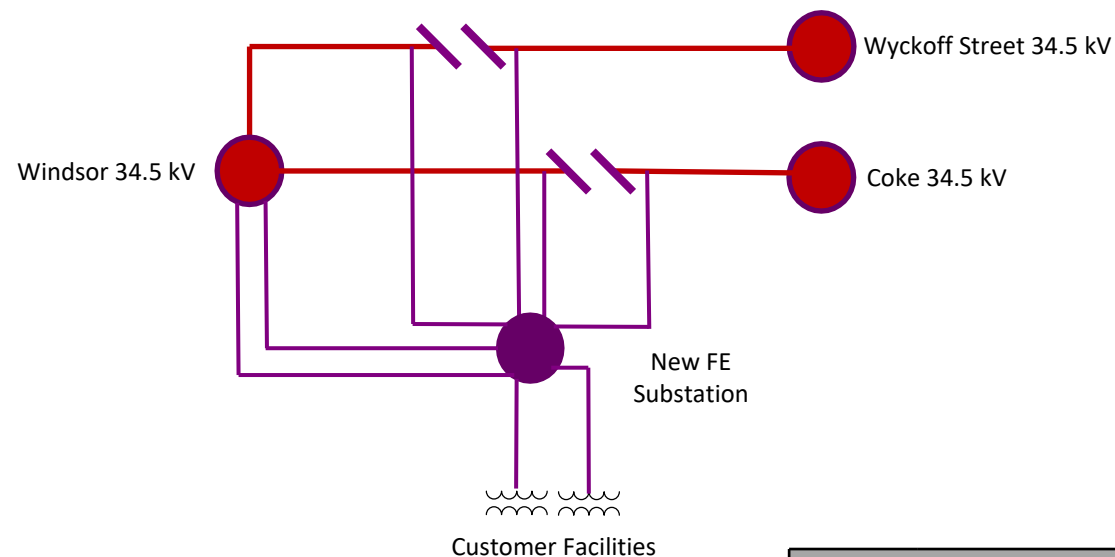 Wyckoff Street 34.5 kV
Windsor 34.5 kV
Coke 34.5 kV
New FE
Substation
Customer Facilities